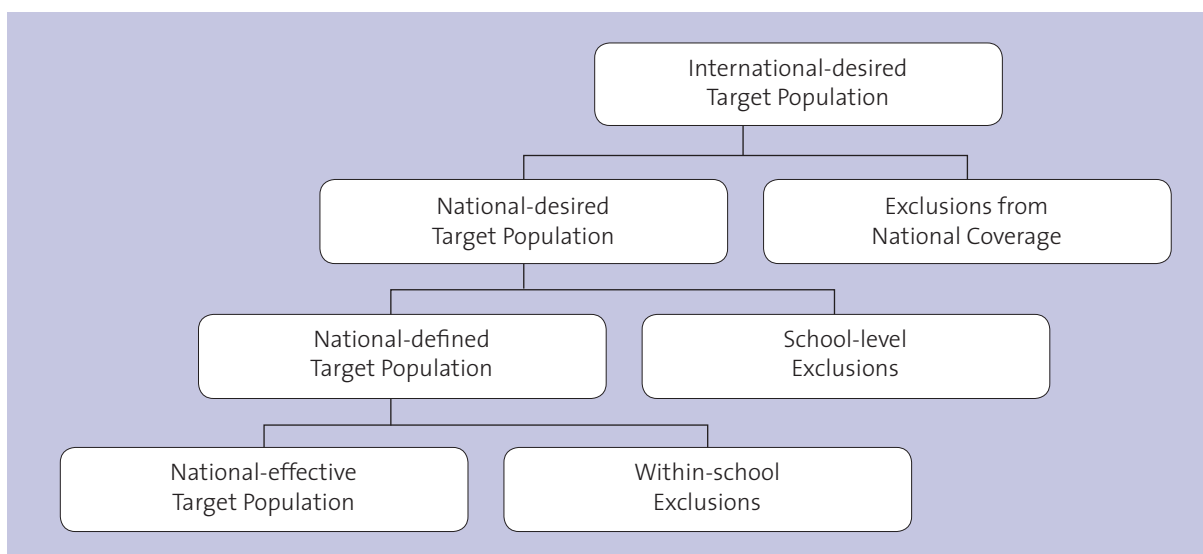 International-desired
Target Population
National-desired
Target Population
Exclusions from
National Coverage
National-defined
Target Population
School-level
Exclusions
National-effective
Target Population
Within-school
Exclusions